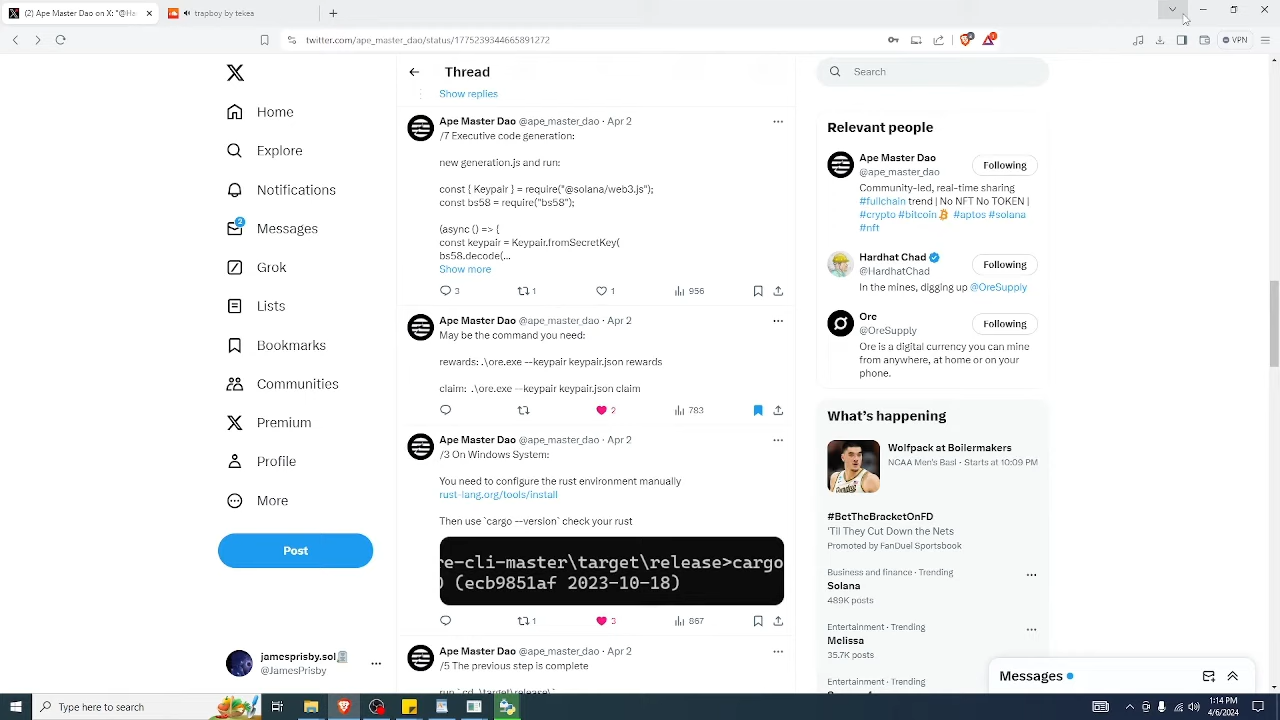 (2) Ape Master Dao on X: "@Har
trapboy by tekea
twitter.com/ape_master_dao/status/1775239344665891272
VPN
Home
Explore
Notifications
2
Messages
Grok
Lists
Bookmarks
Communities
Premium
Profile
More
Post
jamesprisby.sol
@JamesPrisby
Thread
Show replies
Ape Master Dao @ape_master_dao · Apr 2
/7 Executive code generation:
new generation.js and run:
const { Keypair } = require("@solana/web3.js");
const bs58 = require("bs58");
(async () => {
const keypair = Keypair.fromSecretKey(
bs58.decode(...
Show more
3 1 1 956
Ape Master Dao @ape_master_dao · Apr 2
May be the command you need:
rewards: .\ore.exe --keypair keypair.json rewards
claim: .\ore.exe --keypair keypair.json claim
2 783
Ape Master Dao @ape_master_dao · Apr 2
/3 On Windows System:
You need to configure the rust environment manually
rust-lang.org/tools/install
Then use `cargo --version` check your rust
re-cli-master\target\release>cargo
) (ecb9851af 2023-10-18)
1 3 867
Ape Master Dao @ape_master_dao · Apr 2
/5 The previous step is complete
run `cd .\target\release\`
Search
Relevant people
Ape Master Dao
@ape_master_dao
Following
Community-led, real-time sharing
#fullchain trend | No NFT No TOKEN |
#crypto #bitcoin #aptos #solana
#nft
Hardhat Chad
@HardhatChad
Following
In the mines, digging up @OreSupply
Ore
@OreSupply
Following
Ore is a digital currency you can mine
from anywhere, at home or on your
phone.
What's happening
Wolfpack at Boilermakers
NCAA Men's Bask · Starts at 10:09 PM
#BetTheBracketOnFD
'Til They Cut Down the Nets
Promoted by FanDuel Sportsbook
Business and finance · Trending
Solana
489K posts
Entertainment · Trending
Melissa
35.7K posts
Entertainment · Trending
Messages
Type here to search
1:14 PM
4/6/2024